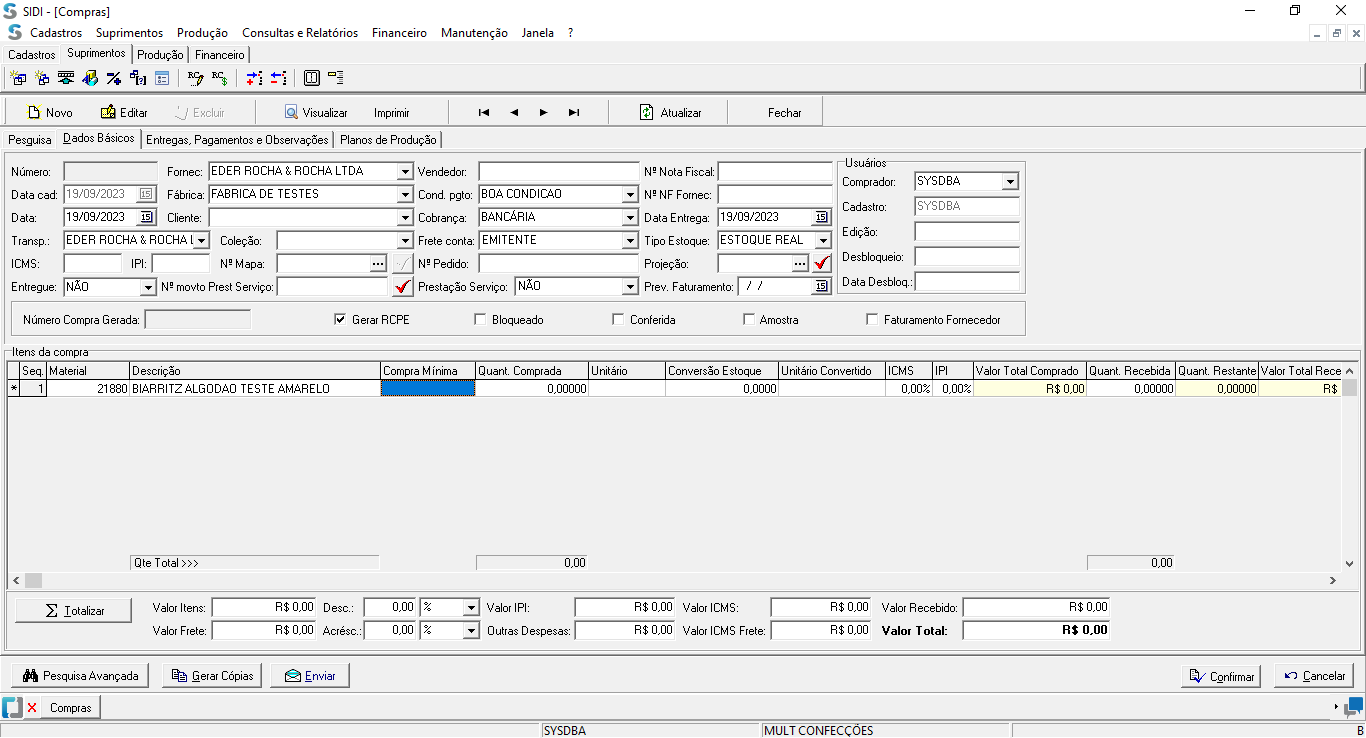 SIDI - [Compras]
Cadastros Suprimentos Produção Consultas e Relatórios Financeiro Manutenção Janela ?
Cadastros Suprimentos Produção Financeiro
Novo Editar Excluir Visualizar Imprimir Atualizar Fechar
Pesquisa Dados Básicos Entregas, Pagamentos e Observações Planos de Produção
Usuários
Número: Fornec: EDER ROCHA & ROCHA LTDA Vendedor: Nº Nota Fiscal: Comprador: SYSDBA
Data cad: 19/09/2023 15 Fábrica: FABRICA DE TESTES Cond. pgto: BOA CONDICAO Nº NF Fornec: Cadastro: SYSDBA
Data: 19/09/2023 15 Cliente: Cobrança: BANCÁRIA Data Entrega: 19/09/2023 15 Edição:
Transp.: EDER ROCHA & ROCHA L Coleção: Frete conta: EMITENTE Tipo Estoque: ESTOQUE REAL
ICMS: IPI: Nº Mapa: ... Nº Pedido: Projeção: ... Desbloqueio:
Entregue: NÃO Nº movto Prest Serviço: Prestação Serviço: NÃO Prev. Faturamento: / / 15 Data Desbloq.:
Número Compra Gerada: Gerar RCPE Bloqueado Conferida Amostra Faturamento Fornecedor
Itens da compra
Seq. Material Descrição Compra Mínima Quant. Comprada Unitário Conversão Estoque Unitário Convertido ICMS IPI Valor Total Comprado Quant. Recebida Quant. Restante Valor Total Rece
* 1 21880 BIARRITZ ALGODAO TESTE AMARELO 0,00000 0,0000 0,00% 0,00% R$ 0,00 0,00000 0,00000 R$
Qte Total >>> 0,00 0,00
Σ Totalizar Valor Itens: R$ 0,00 Desc.: 0,00 % Valor IPI: R$ 0,00 Valor ICMS: R$ 0,00 Valor Recebido: R$ 0,00
Valor Frete: R$ 0,00 Acrésc.: 0,00 % Outras Despesas: R$ 0,00 Valor ICMS Frete: R$ 0,00 Valor Total: R$ 0,00
Pesquisa Avançada Gerar Cópias Enviar Confirmar Cancelar
Compras
SYSDBA MULT CONFECÇÕES B